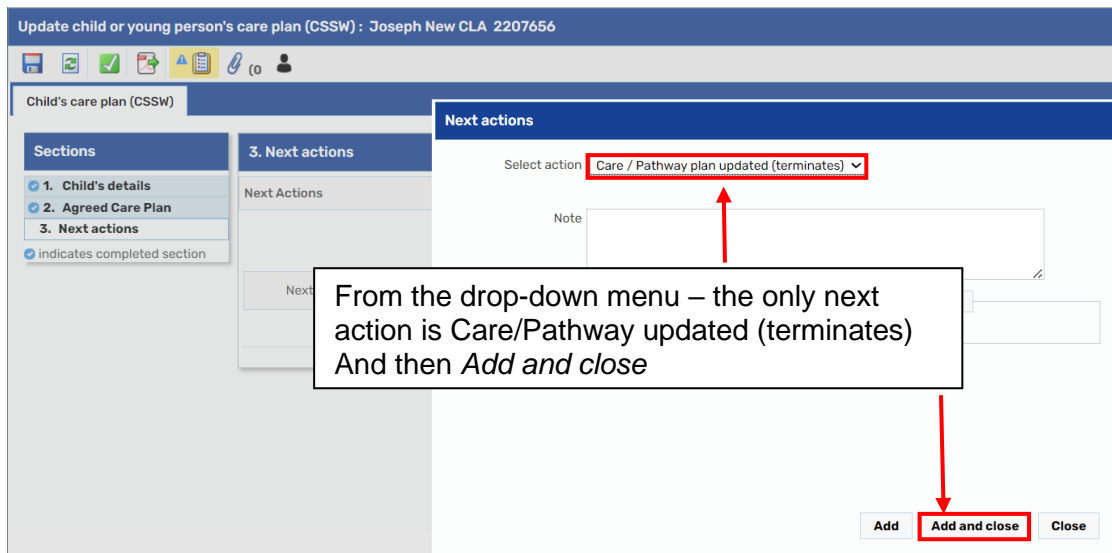 Update child or young person's care plan (CSSW) : Joseph New CLA 2207656
(0
Child's care plan (CSSW)
Sections
1. Child's details
2. Agreed Care Plan
3. Next actions
indicates completed section
3. Next actions
Next Actions
Next
Next actions
Select action Care / Pathway plan updated (terminates)
Note
From the drop-down menu – the only next
action is Care/Pathway updated (terminates)
And then Add and close
Add Add and close Close